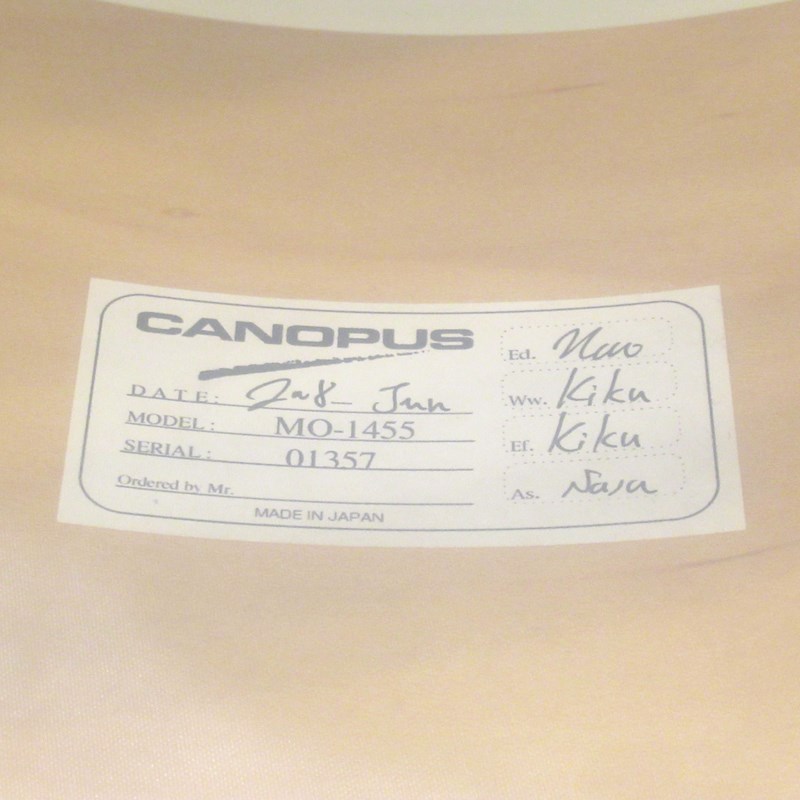 CANOPUS
DATE: 2008_ Jun
MODEL: MO-1455
SERIAL: 01357
Ordered by Mr.
MADE IN JAPAN
Ed. Nao
Ww. Kiku
Ef. Kiku
As.